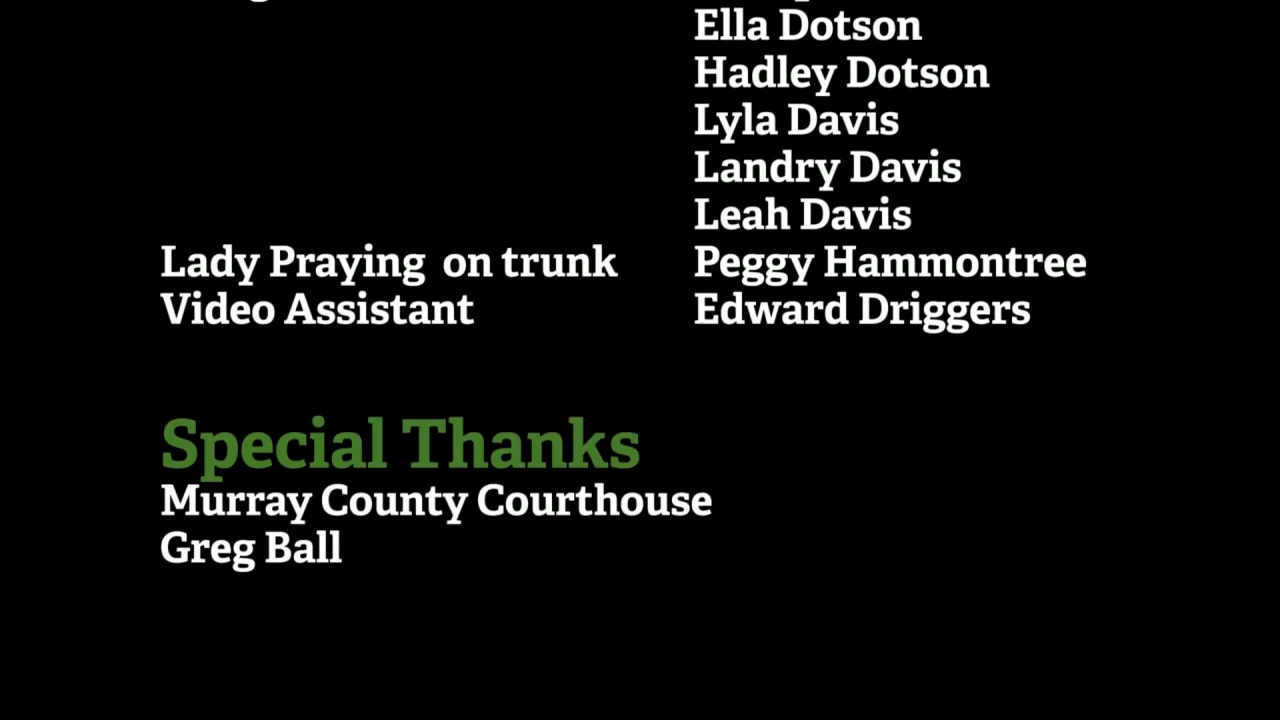 Ella Dotson
Hadley Dotson
Lyla Davis
Landry Davis
Leah Davis
Lady Praying  on trunk Peggy Hammontree
Video Assistant Edward Driggers
Special Thanks
Murray County Courthouse
Greg Ball